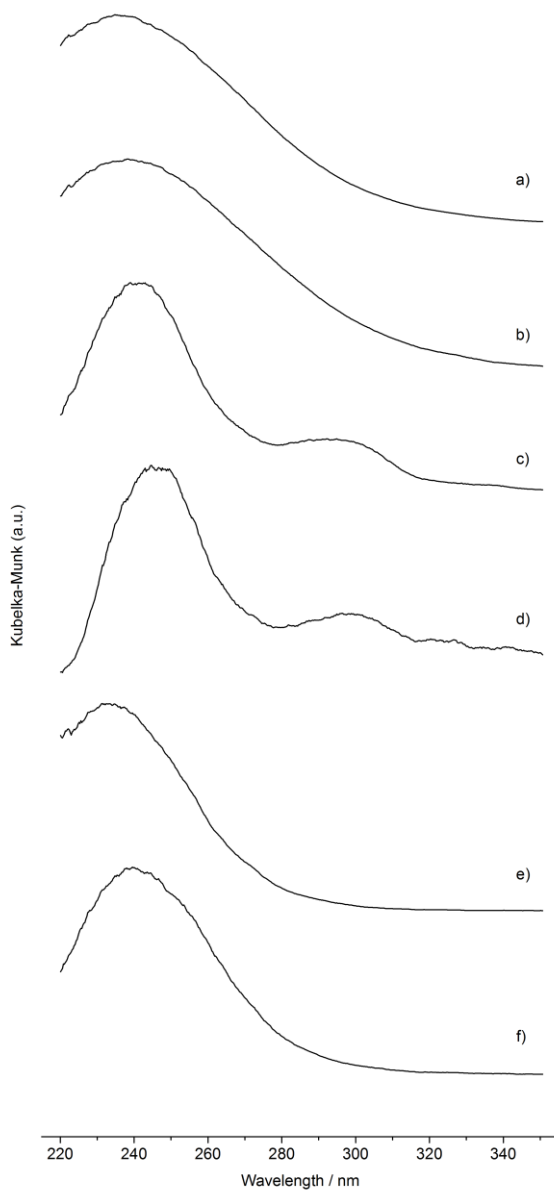 a)
b)
c)
d)
e)
f)
Kubelka-Munk (a.u.)
220 240 260 280 300 320 340
Wavelength / nm